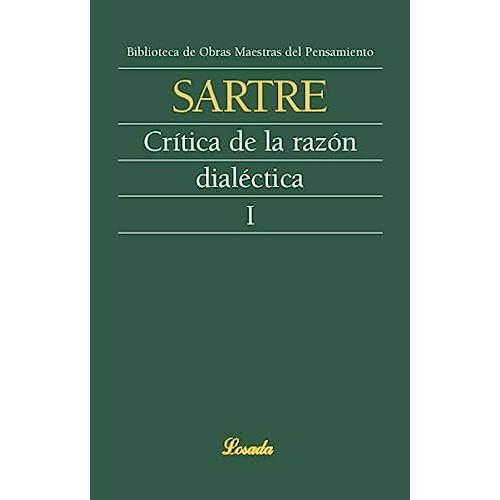 Biblioteca de Obras Maestras del Pensamiento
SARTRE
Crítica de la razón
dialéctica
I
Losada